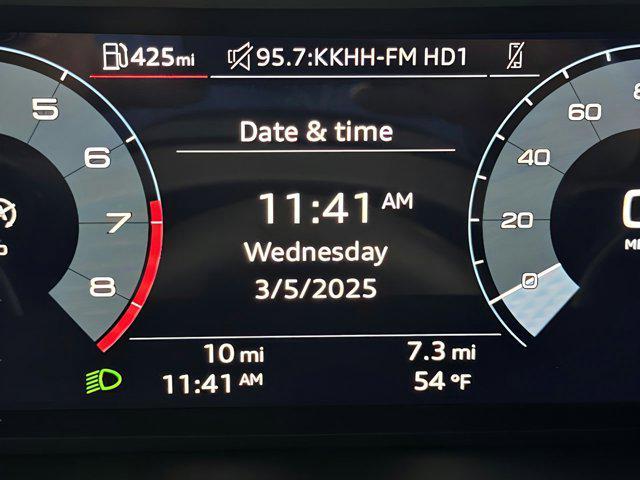 425mi 95.7:KKHH-FM HD1
Date & time
11:41 AM
Wednesday
3/5/2025
10 mi 7.3 mi
11:41 AM 54 °F
5
6
7
8
60
40
20
0